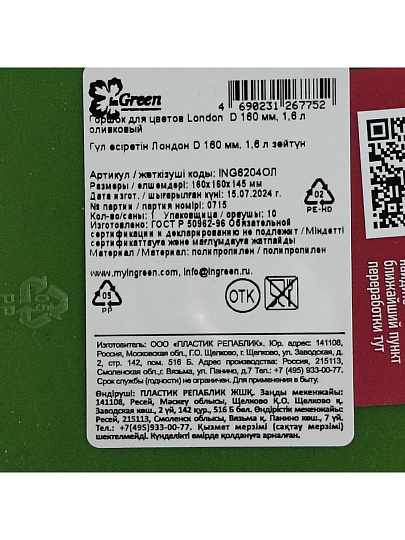 InGreen
4 690231 267752
Горшок для цветов London D 160 мм, 1,6 л
оливковый
Гүл өсіретін Лондон D 160 мм, 1,6 л зәйтүн
Артикул / жеткізуші коды: ING6204ОЛ
Размеры / өлшемдері: 160х160х145 мм
Дата изгот. / шығарылған күні: 15.07.2024 г.
№ партии / партия нөмірі: 0715
Кол-во/саны: 1 Упаковщица / ораушы: 10
Изготовлено: ГОСТ Р 50962-96 Обязательной
сертификации и декларированию не подлежит / Міндетті
сертификаттауға және мағлұмдауға жатпайды
Материал / Материал: полипропилен / полипропилен
www.myingreen.com, info@ingreen.ru
02
PE-HD
05
PP
ОТК
Изготовитель: ООО «ПЛАСТИК РЕПАБЛИК», Юр. адрес: 141108,
Россия, Московская обл., Г.О. Щелково, г. Щелково, ул. Заводская, д.
2, стр. 142, пом. 516 Б. Адрес производства: Россия, 215113,
Смоленская обл., г. Вязьма, ул. Панино, д.7 Тел.: +7 (495) 933-00-77.
Срок службы (годности) не ограничен. Для применения в быту.
Өндіруші: ПЛАСТИК РЕПАБЛИК ЖШҚ, Заңды мекенжайы:
141108, Ресей, Мәскеу облысы, Щелково Қ.О. Щелково қ.
Заводская көш., 2 үй, 142 құр., 516 Б бөл. Өндірістік мекенжай:
Ресей, 215113, Смоленск облысы, Вязьма қ., Панино көш., 7 үй,
Тел.: +7(495)933-00-77. Қызмет мерзімі (сақтау мерзімі)
шектелмейді. Күнделікті өмірде қолдануға арналған.
ближайший пункт
переработки тут